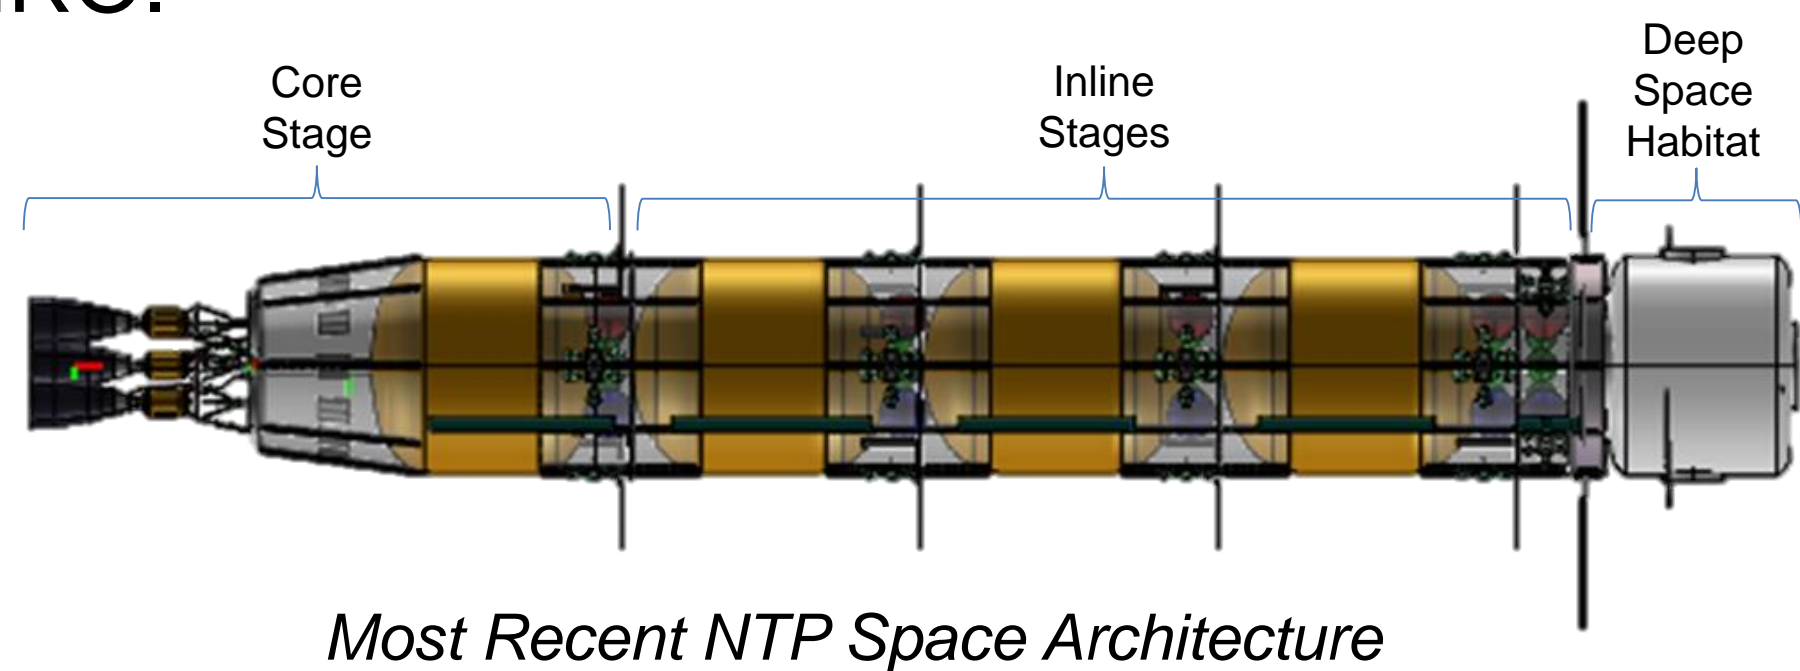 Core
Stage
Inline
Stages
Deep
Space
Habitat
Most Recent NTP Space Architecture